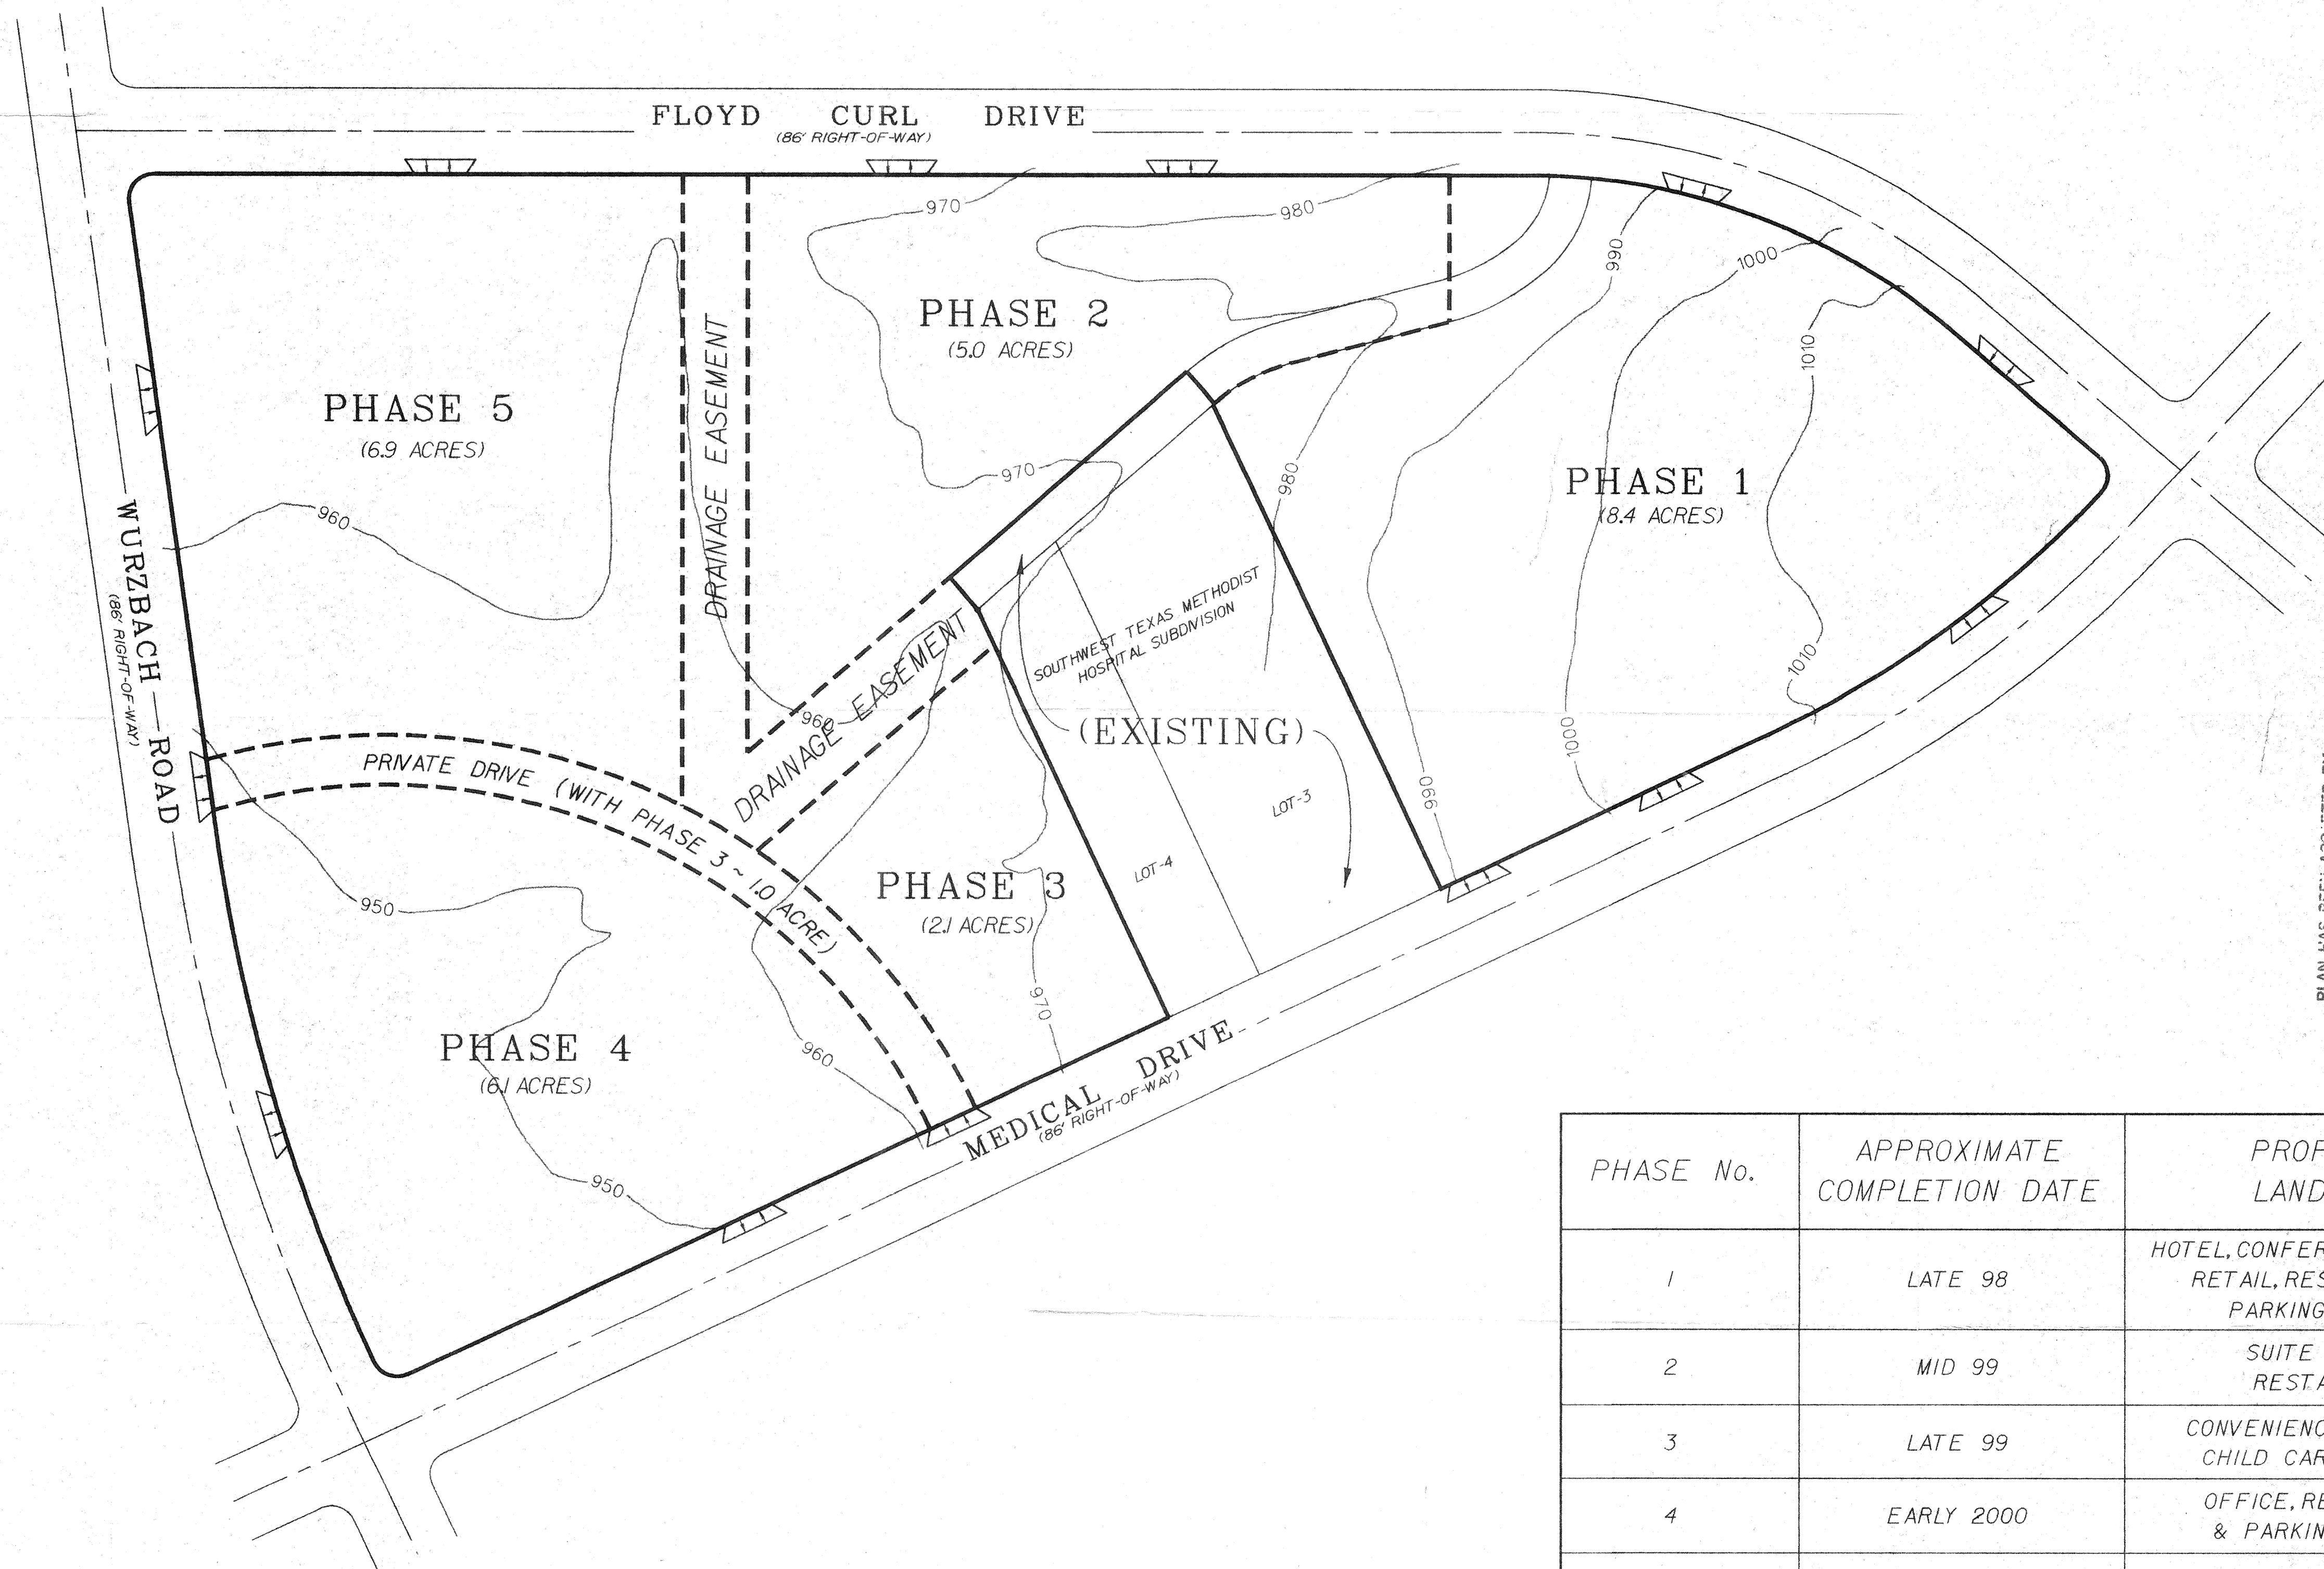 FLOYD CURL DRIVE
(86' RIGHT-OF-WAY)
970
980
990
1000
1010
PHASE 2
(5.0 ACRES)
DRAINAGE EASEMENT
PHASE 5
(6.9 ACRES)
960
970
980
PHASE 1
(8.4 ACRES)
WURZBACH ROAD
(86' RIGHT-OF-WAY)
SOUTHWEST TEXAS METHODIST
HOSPITAL SUBDIVISION
DRAINAGE EASEMENT
960
(EXISTING)
1010
1000
990
PRIVATE DRIVE (WITH PHASE 3 ~ 1.0 ACRE)
LOT-3
LOT-4
PHASE 3
(2.1 ACRES)
950
970
960
PHASE 4
(6.1 ACRES)
950
MEDICAL DRIVE
(86' RIGHT-OF-WAY)
PHASE No.
APPROXIMATE
COMPLETION DATE
LAND
1
LATE 98
HOTEL, CONFER
RETAIL, RES
PARKING
2
MID 99
SUITE
RESTA
3
LATE 99
CONVENIENC
CHILD CAR
4
EARLY 2000
OFFICE, RE
& PARKIN